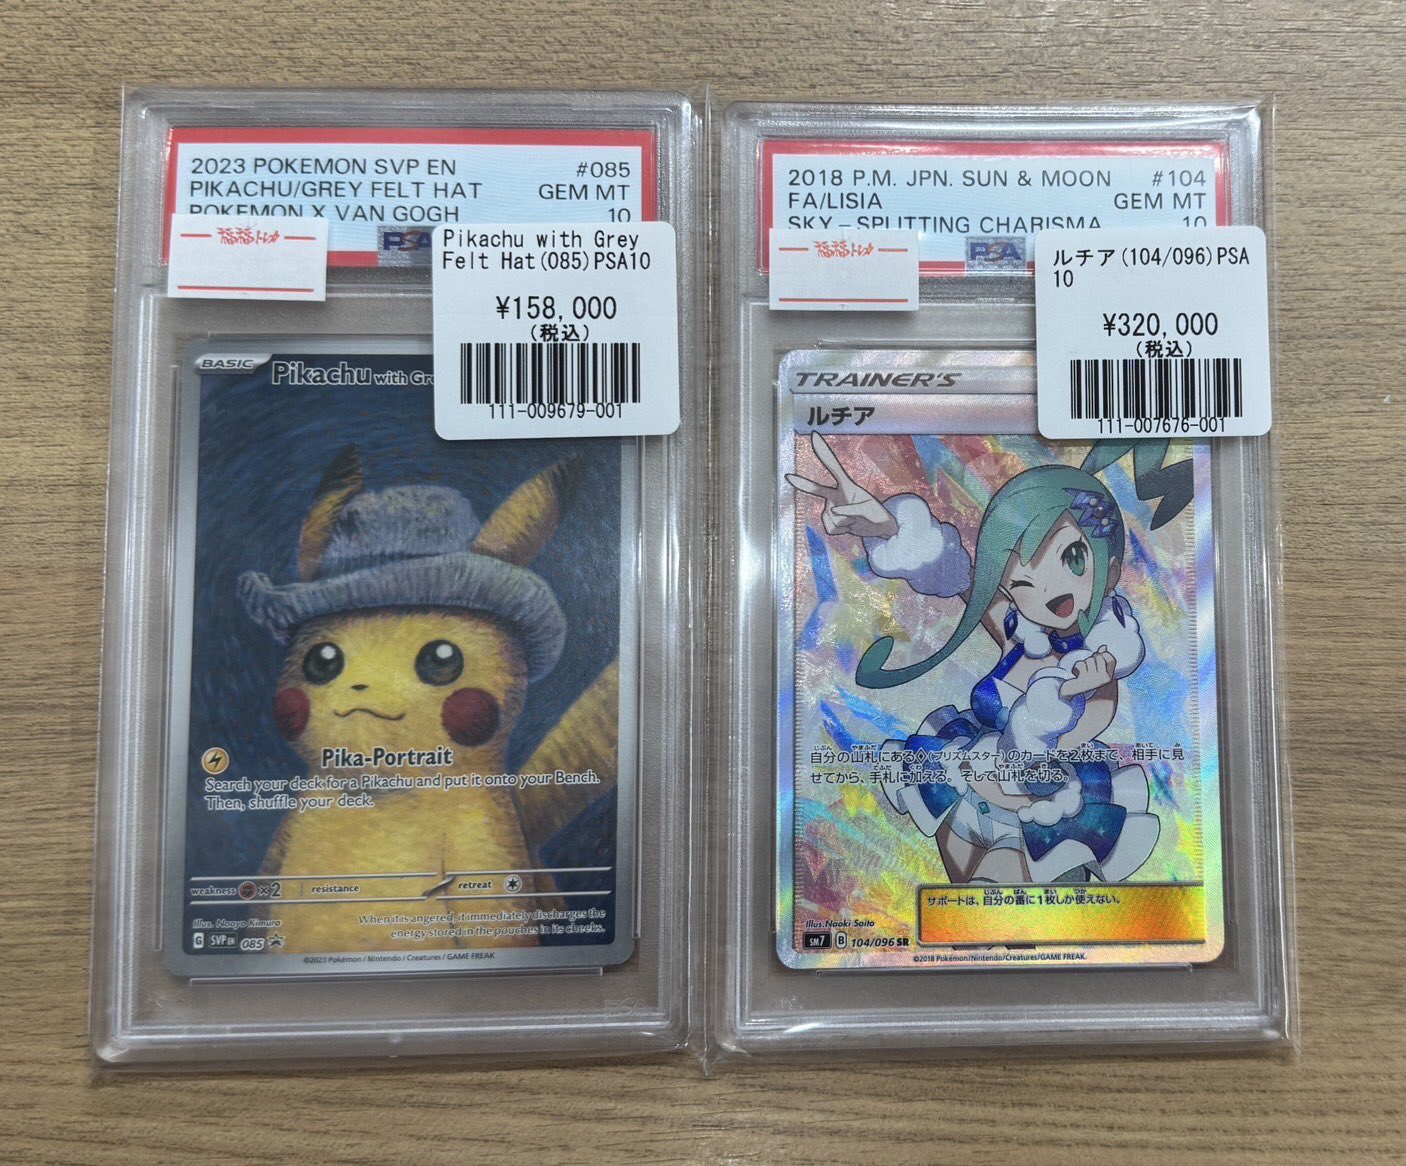 2023 POKEMON SVP EN #085
PIKACHU/GREY FELT HAT GEM MT
POKEMON X VAN GOGH 10
PSA
Pikachu with Grey
Felt Hat(085)PSA10
¥158,000
(税込)
111-009679-001
BASIC
Pikachu with Gre
Pika-Portrait
Search your deck for a Pikachu and put it onto your Bench.
Then, shuffle your deck.
weakness ×2 resistance retreat
Illus. Naoyo Kimura
When it is angered, it immediately discharges the
energy stored in the pouches in its cheeks.
G SVP EN 085
©2023 Pokémon / Nintendo / Creatures / GAME FREAK
2018 P.M. JPN. SUN & MOON #104
FA/LISIA GEM MT
SKY-SPLITTING CHARISMA 10
PSA
ルチア(104/096)PSA
10
¥320,000
(税込)
111-007676-001
TRAINER'S
ルチア
自分の山札にある◇(プリズムスター)のカードを2枚まで、相手に見
せてから、手札に加える。そして山札を切る。
サポートは、自分の番に1枚しか使えない。
Illus. Naoki Saito
SM7 B 104/096 SR
©2018 Pokémon/Nintendo/Creatures/GAME FREAK.